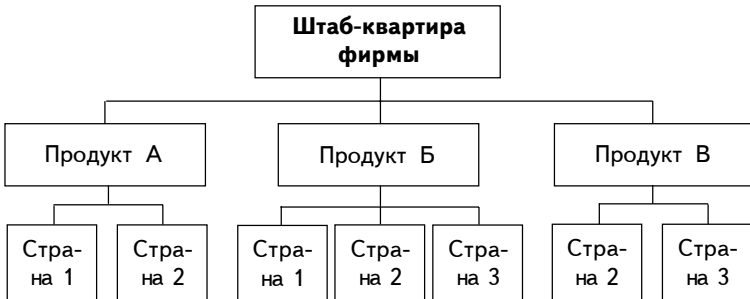 Штаб-квартира
фирмы
Продукт А
Продукт Б
Продукт В
Стра-
на 1
Стра-
на 2
Стра-
на 1
Стра-
на 2
Стра-
на 3
Стра-
на 2
Стра-
на 3